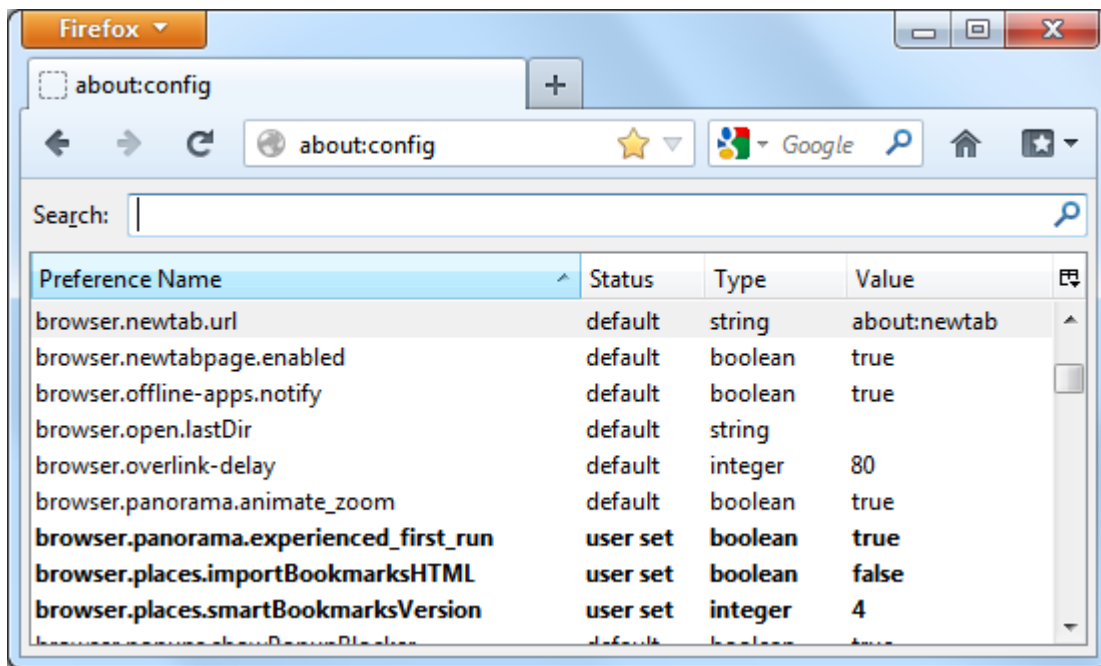 Firefox
about:config
about:config Google
Search:
Preference Name Status Type Value
browser.newtab.url default string about:newtab
browser.newtabpage.enabled default boolean true
browser.offline-apps.notify default boolean true
browser.open.lastDir default string
browser.overlink-delay default integer 80
browser.panorama.animate_zoom default boolean true
browser.panorama.experienced_first_run user set boolean true
browser.places.importBookmarksHTML user set boolean false
browser.places.smartBookmarksVersion user set integer 4